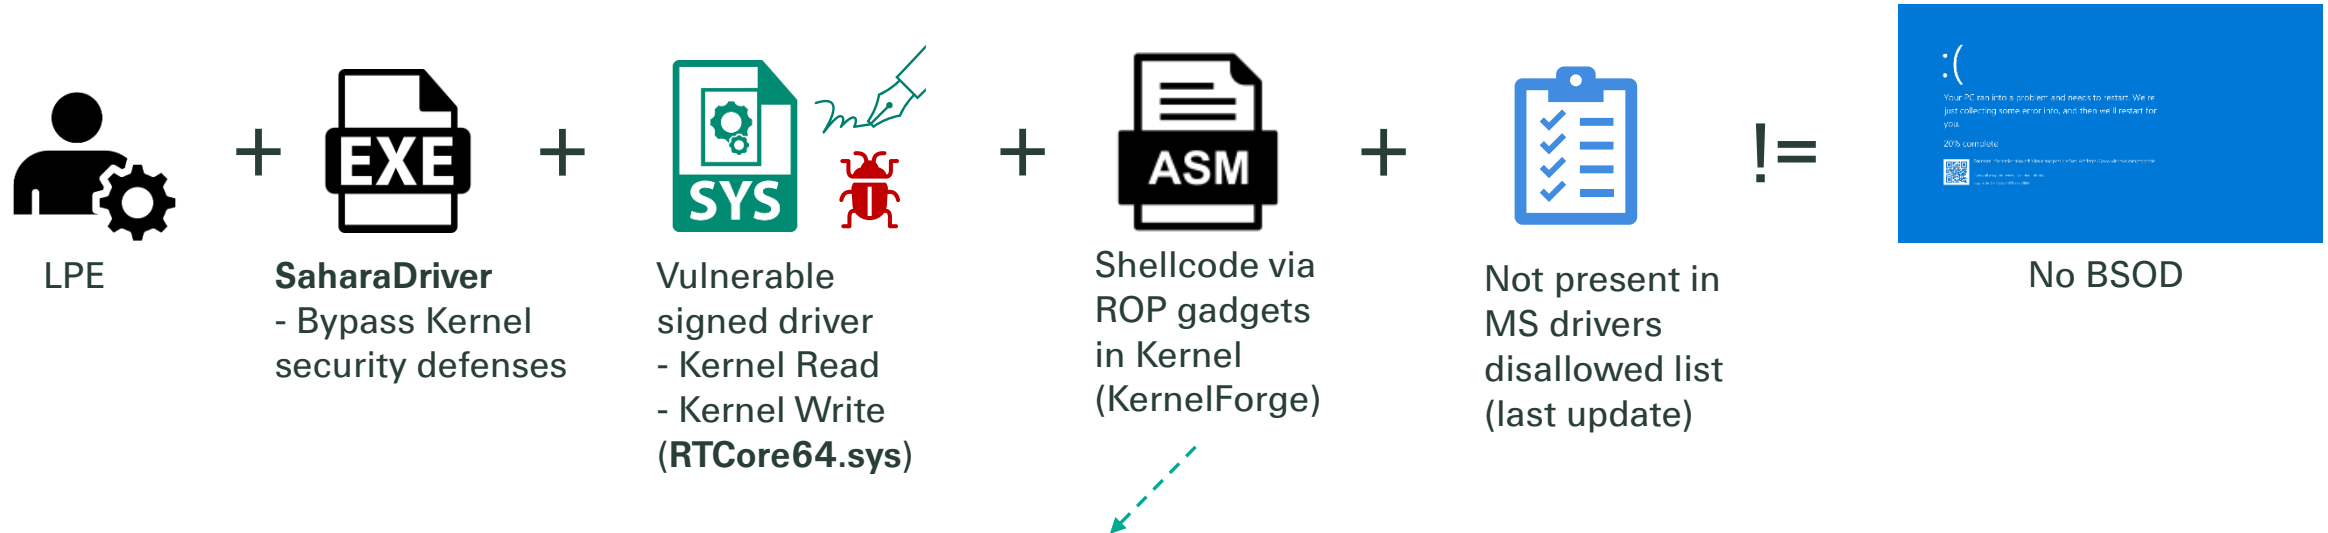 +
EXE
+
SYS
+
ASM
+
!=
:(
Your PC ran into a problem and needs to restart. We're
just collecting some error info, and then we'll restart for
you.
20% complete
LPE
SaharaDriver
- Bypass Kernel
security defenses
Vulnerable
signed driver
- Kernel Read
- Kernel Write
(RTCore64.sys)
Shellcode via
ROP gadgets
in Kernel
(KernelForge)
Not present in
MS drivers
disallowed list
(last update)
No BSOD